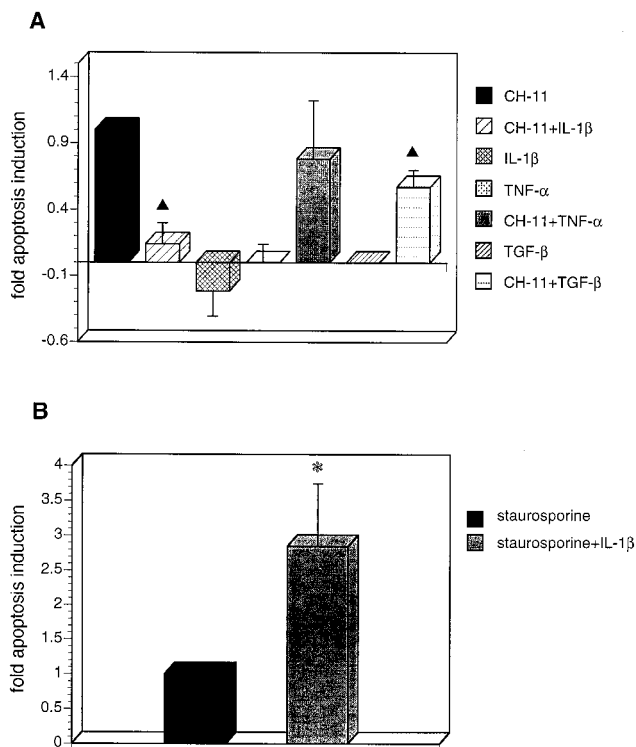 A
fold apoptosis induction
1.4
0.9
0.4
-0.1
-0.6
▲
▲
CH-11
CH-11+IL-1β
IL-1β
TNF-α
CH-11+TNF-α
TGF-β
CH-11+TGF-β
B
fold apoptosis induction
4
3.5
3
2.5
2
1.5
1
0.5
0
*
staurosporine
staurosporine+IL-1β